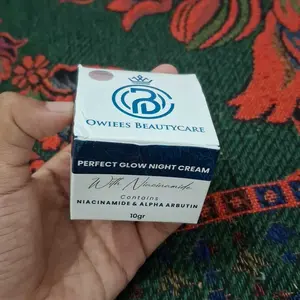 OWIEES BEAUTYCARE
PERFECT GLOW NIGHT CREAM
With Niacinamide
Contains
NIACINAMIDE & ALPHA ARBUTIN
10gr